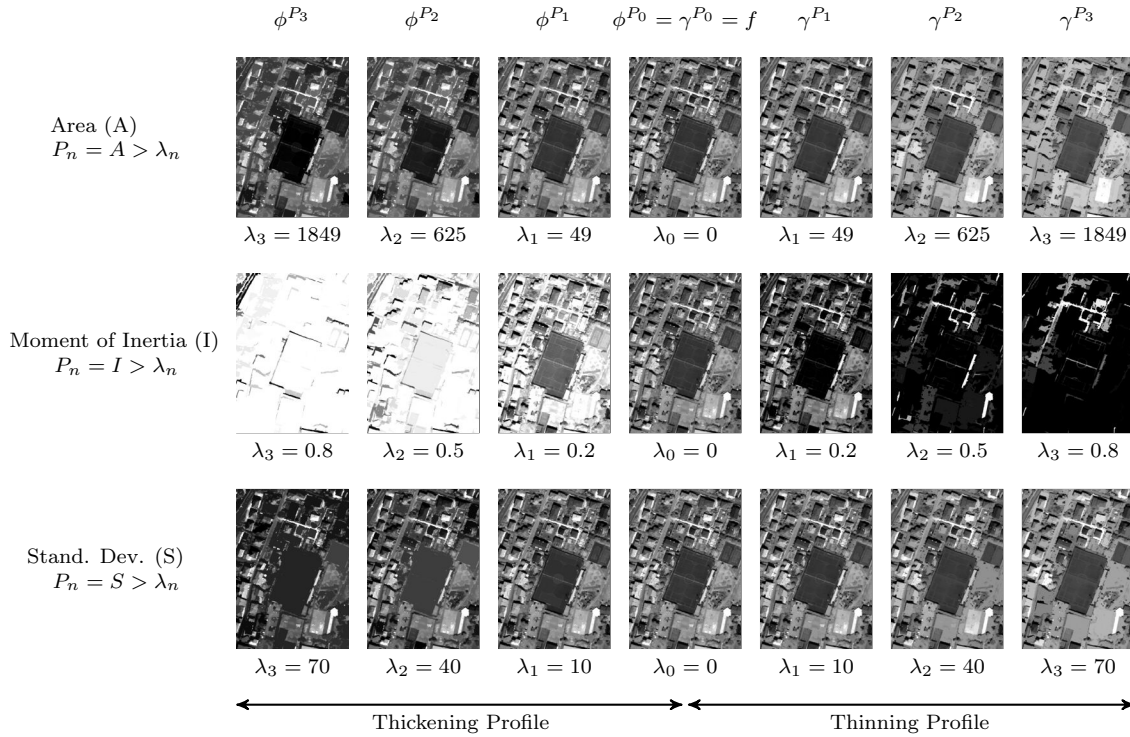 ϕ^{P_3} ϕ^{P_2} ϕ^{P_1} ϕ^{P_0} = γ^{P_0} = f γ^{P_1} γ^{P_2} γ^{P_3}
Area (A)
P_n = A > λ_n
λ_3 = 1849 λ_2 = 625 λ_1 = 49 λ_0 = 0 λ_1 = 49 λ_2 = 625 λ_3 = 1849
Moment of Inertia (I)
P_n = I > λ_n
λ_3 = 0.8 λ_2 = 0.5 λ_1 = 0.2 λ_0 = 0 λ_1 = 0.2 λ_2 = 0.5 λ_3 = 0.8
Stand. Dev. (S)
P_n = S > λ_n
λ_3 = 70 λ_2 = 40 λ_1 = 10 λ_0 = 0 λ_1 = 10 λ_2 = 40 λ_3 = 70
Thickening Profile Thinning Profile